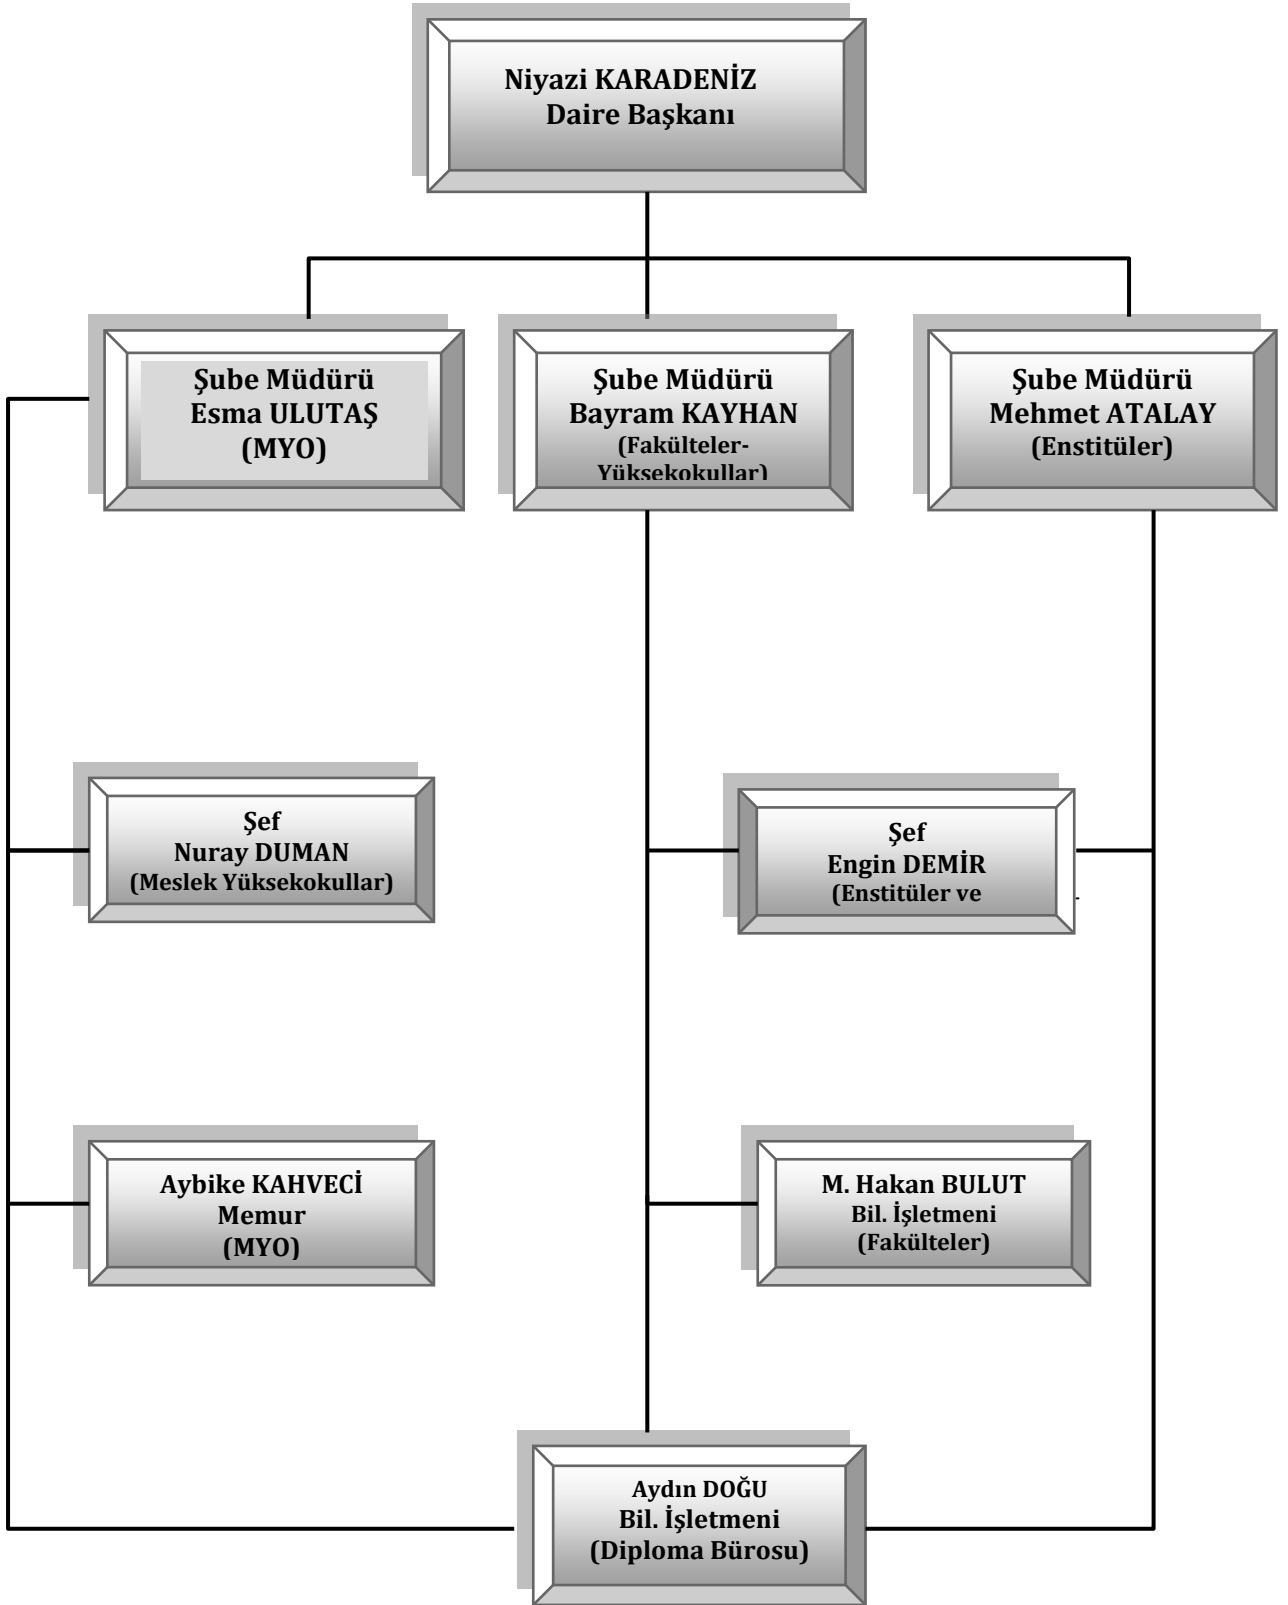 Niyazi KARADENİZ
Daire Başkanı
Şube Müdürü
Esma ULUTAŞ
(MYO)
Şube Müdürü
Bayram KAYHAN
(Fakülteler-
Yüksekokullar)
Şube Müdürü
Mehmet ATALAY
(Enstitüler)
Şef
Nuray DUMAN
(Meslek Yüksekokullar)
Şef
Engin DEMİR
(Enstitüler ve
Aybike KAHVECİ
Memur
(MYO)
M. Hakan BULUT
Bil. İşletmeni
(Fakülteler)
Aydın DOĞU
Bil. İşletmeni
(Diploma Bürosu)